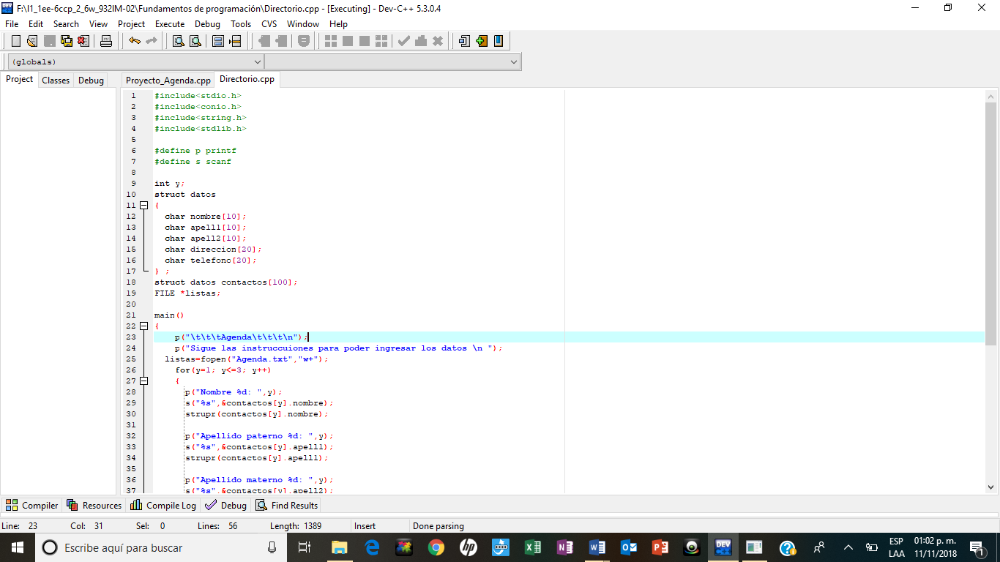 F:\I1_1ee-6ccp_2_6w_932IM-02\Fundamentos de programación\Directorio.cpp - [Executing] - Dev-C++ 5.3.0.4
File Edit Search View Project Execute Debug Tools CVS Window Help
(globals)
Project Classes Debug Proyecto_Agenda.cpp Directorio.cpp
1 #include<stdio.h>
2 #include<conio.h>
3 #include<string.h>
4 #include<stdlib.h>
5
6 #define p printf
7 #define s scanf
8
9 int y;
10 struct datos
11 {
12 char nombre[10];
13 char apell1[10];
14 char apell2[10];
15 char direccion[20];
16 char telefono[20];
17 } ;
18 struct datos contactos[100];
19 FILE *listas;
20
21 main()
22 {
23 p("\t\t\tAgenda\t\t\t\n");
24 p("Sigue las instruccuiones para poder ingresar los datos \n ");
25 listas=fopen("Agenda.txt","w+");
26 for(y=1; y<=3; y++)
27 {
28 p("Nombre %d: ",y);
29 s("%s",&contactos[y].nombre);
30 strupr(contactos[y].nombre);
31
32 p("Apellido paterno %d: ",y);
33 s("%s",&contactos[y].apell1);
34 strupr(contactos[y].apell1);
35
36 p("Apellido materno %d: ",y);
37 s("%s",&contactos[y].apell2);
Compiler Resources Compile Log Debug Find Results
Line: 23 Col: 31 Sel: 0 Lines: 56 Length: 1389 Insert Done parsing
Escribe aquí para buscar
ESP 01:02 p. m.
LAA 11/11/2018